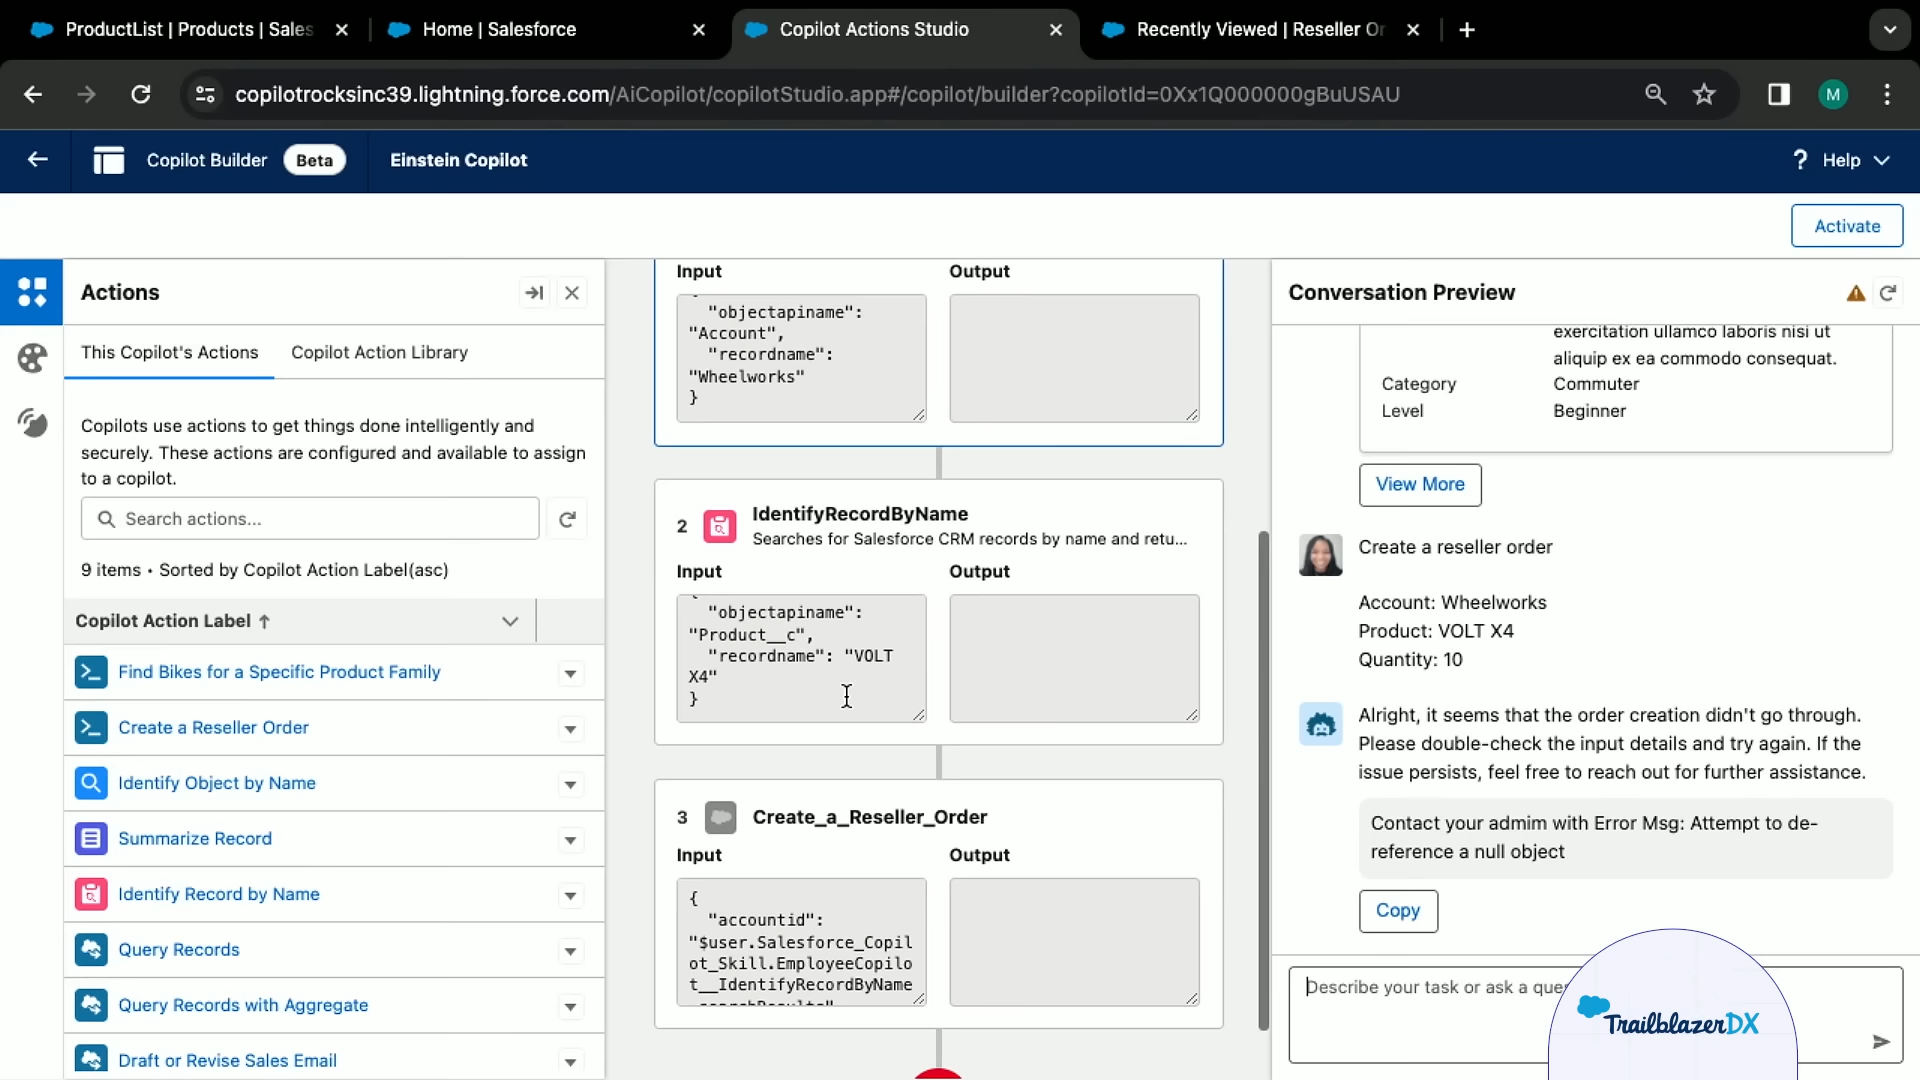 ProductList | Products | Sales
Home | Salesforce
Copilot Actions Studio
Recently Viewed | Reseller Or
copilotrocksinc39.lightning.force.com/AiCopilot/copilotStudio.app#/copilot/builder?copilotId=0Xx1Q000000gBuUSAU
M
Copilot Builder
Beta
Einstein Copilot
? Help
Activate
Actions
This Copilot's Actions
Copilot Action Library
Copilots use actions to get things done intelligently and
securely. These actions are configured and available to assign
to a copilot.
Search actions...
9 items • Sorted by Copilot Action Label(asc)
Copilot Action Label ↑
Find Bikes for a Specific Product Family
Create a Reseller Order
Identify Object by Name
Summarize Record
Identify Record by Name
Query Records
Query Records with Aggregate
Draft or Revise Sales Email
Input
Output
"objectapiname":
"Account",
"recordname":
"Wheelworks"
}
2
IdentifyRecordByName
Searches for Salesforce CRM records by name and retu...
Input
Output
"objectapiname":
"Product__c",
"recordname": "VOLT
X4"
}
3
Create_a_Reseller_Order
Input
Output
{
"accountid":
"$user.Salesforce_Copil
ot_Skill.EmployeeCopilo
t__IdentifyRecordByName
Conversation Preview
exercitation ullamco laboris nisi ut
aliquip ex ea commodo consequat.
Category
Commuter
Level
Beginner
View More
Create a reseller order
Account: Wheelworks
Product: VOLT X4
Quantity: 10
Alright, it seems that the order creation didn't go through.
Please double-check the input details and try again. If the
issue persists, feel free to reach out for further assistance.
Contact your admim with Error Msg: Attempt to de-
reference a null object
Copy
Describe your task or ask a
TrailblazerDX